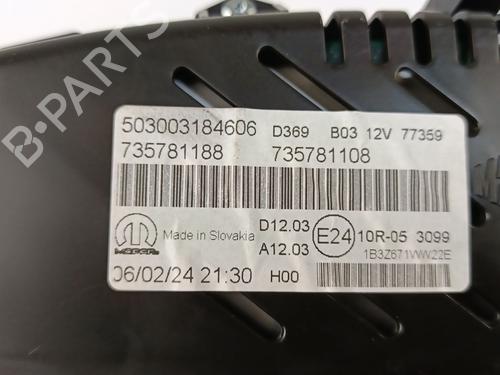 B-PARTS
503003184606 D369 B03 12V 77359
735781188 735781108
MOPAR Made in Slovakia D12.03 E24 10R-05 3099
A12.03
06/02/24 21:30 H00